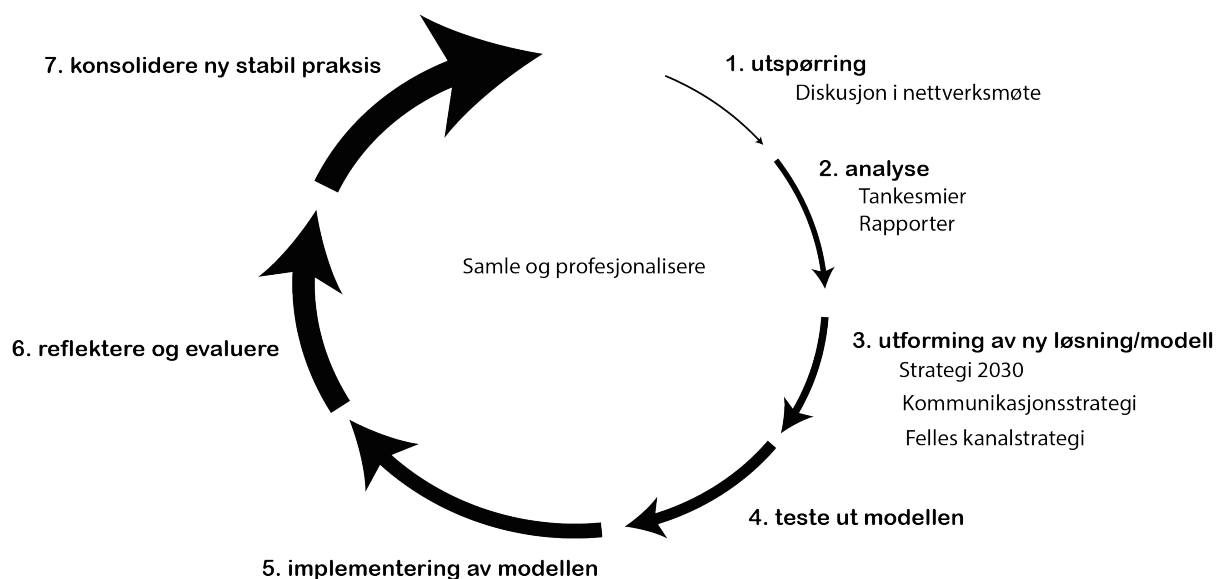 1. utspørring
Diskusjon i nettverksmøte
2. analyse
Tankesmier
Rapporter
3. utforming av ny løsning/modell
Strategi 2030
Kommunikasjonsstrategi
Felles kanalstrategi
4. teste ut modellen
5. implementering av modellen
6. reflektere og evaluere
7. konsolidere ny stabil praksis
Samle og profesjonalisere